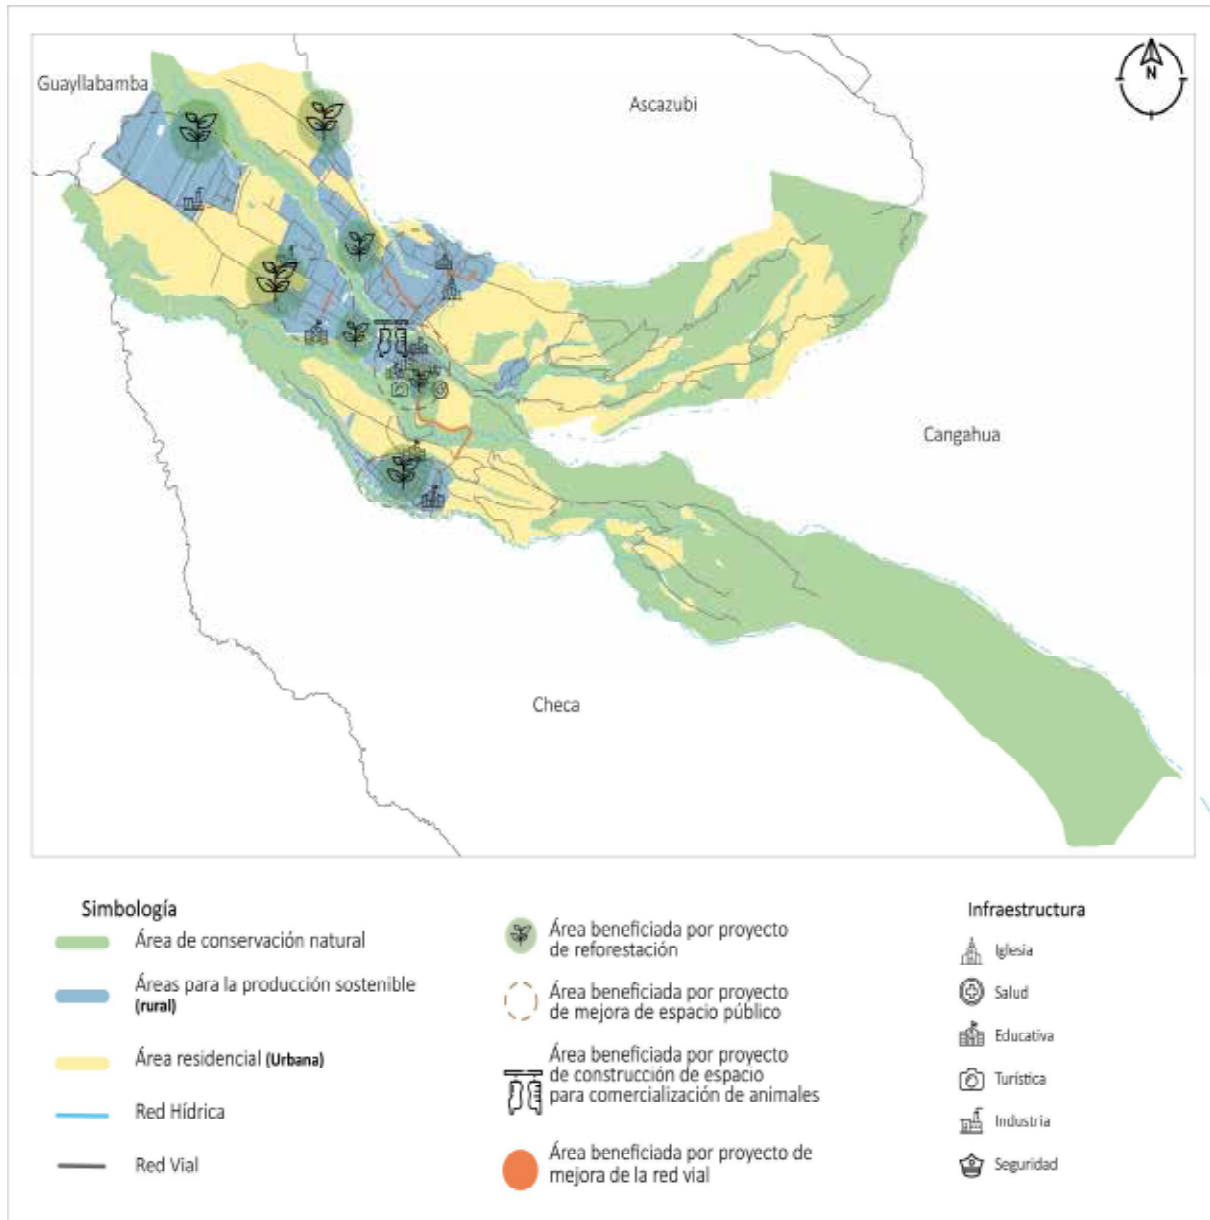 Guayllabamba
Ascazubi
N
Cangahua
Checa
Simbología
Área de conservación natural
Áreas para la producción sostenible
(rural)
Área residencial (Urbana)
Red Hídrica
Red Vial
Área beneficiada por proyecto
de reforestación
Área beneficiada por proyecto
de mejora de espacio público
Área beneficiada por proyecto
de construcción de espacio
para comercialización de animales
Área beneficiada por proyecto de
mejora de la red vial
Infraestructura
Iglesia
Salud
Educativa
Turística
Industria
Seguridad